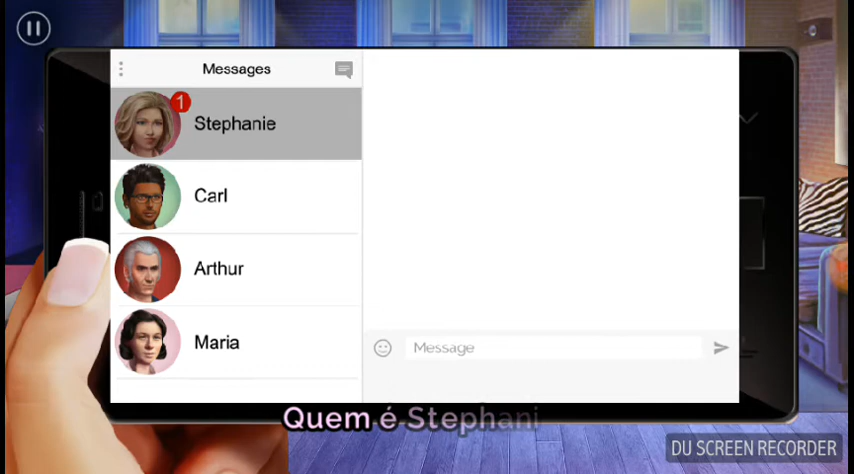 Messages
1
Stephanie
Carl
Arthur
Maria
Message
Quem é Stephani
DU SCREEN RECORDER